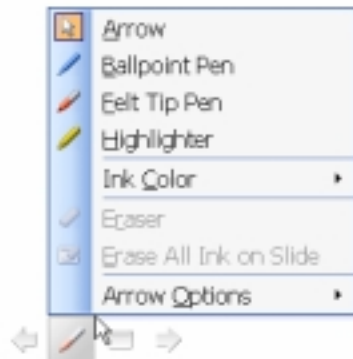 Arrow
Ballpoint Pen
Felt Tip Pen
Highlighter
Ink Color
Eraser
Erase All Ink on Slide
Arrow Options